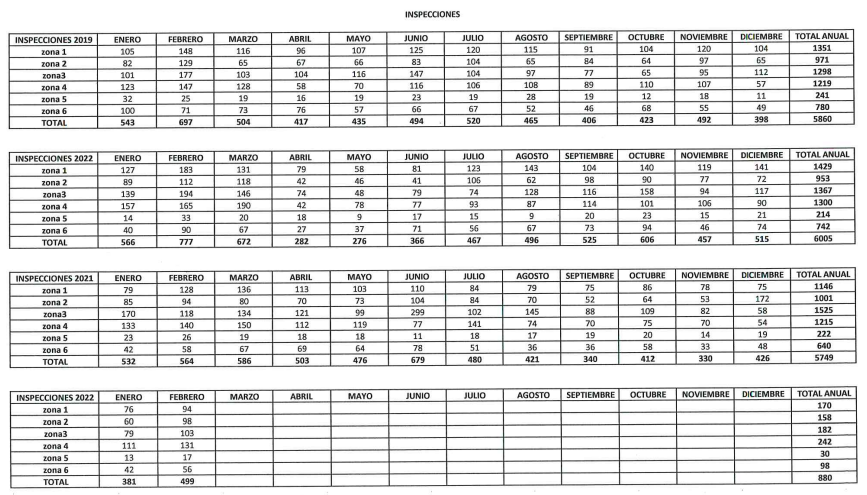 INSPECCIONES
INSPECCIONES 2019 ENERO FEBRERO MARZO ABRIL MAYO JUNIO JULIO AGOSTO SEPTIEMBRE OCTUBRE NOVIEMBRE DICIEMBRE TOTAL ANUAL
zona 1 105 148 116 96 107 125 120 115 91 104 120 104 1351
zona 2 82 129 65 67 66 83 104 65 84 64 97 65 971
zona3 101 177 103 104 116 147 104 97 77 65 95 112 1298
zona 4 123 147 128 58 70 116 106 108 89 110 107 57 1219
zona 5 32 25 19 16 19 23 19 28 19 12 18 11 241
zona 6 100 71 73 76 57 66 67 52 46 68 55 49 780
TOTAL 543 697 504 417 435 494 520 465 406 423 492 398 5860
INSPECCIONES 2022 ENERO FEBRERO MARZO ABRIL MAYO JUNIO JULIO AGOSTO SEPTIEMBRE OCTUBRE NOVIEMBRE DICIEMBRE TOTAL ANUAL
zona 1 127 183 131 79 58 81 123 143 104 140 119 141 1429
zona 2 89 112 118 42 46 41 106 62 98 90 77 72 953
zona3 139 194 146 74 48 79 74 128 116 158 94 117 1367
zona 4 157 165 190 42 78 77 93 87 114 101 106 90 1300
zona 5 14 33 20 18 9 17 15 9 20 23 15 21 214
zona 6 40 90 67 27 37 71 56 67 73 94 46 74 742
TOTAL 566 777 672 282 276 366 467 496 525 606 457 515 6005
INSPECCIONES 2021 ENERO FEBRERO MARZO ABRIL MAYO JUNIO JULIO AGOSTO SEPTIEMBRE OCTUBRE NOVIEMBRE DICIEMBRE TOTAL ANUAL
zona 1 79 128 136 113 103 110 84 79 75 86 78 75 1146
zona 2 85 94 80 70 73 104 84 70 52 64 53 172 1001
zona3 170 118 134 121 99 299 102 145 88 109 82 58 1525
zona 4 133 140 150 112 119 77 141 74 70 75 70 54 1215
zona 5 23 26 19 18 18 11 18 17 19 20 14 19 222
zona 6 42 58 67 69 64 78 51 36 36 58 33 48 640
TOTAL 532 564 586 503 476 679 480 421 340 412 330 426 5749
INSPECCIONES 2022 ENERO FEBRERO MARZO ABRIL MAYO JUNIO JULIO AGOSTO SEPTIEMBRE OCTUBRE NOVIEMBRE DICIEMBRE TOTAL ANUAL
zona 1 76 94 170
zona 2 60 98 158
zona3 79 103 182
zona 4 111 131 242
zona 5 13 17 30
zona 6 42 56 98
TOTAL 381 499 880